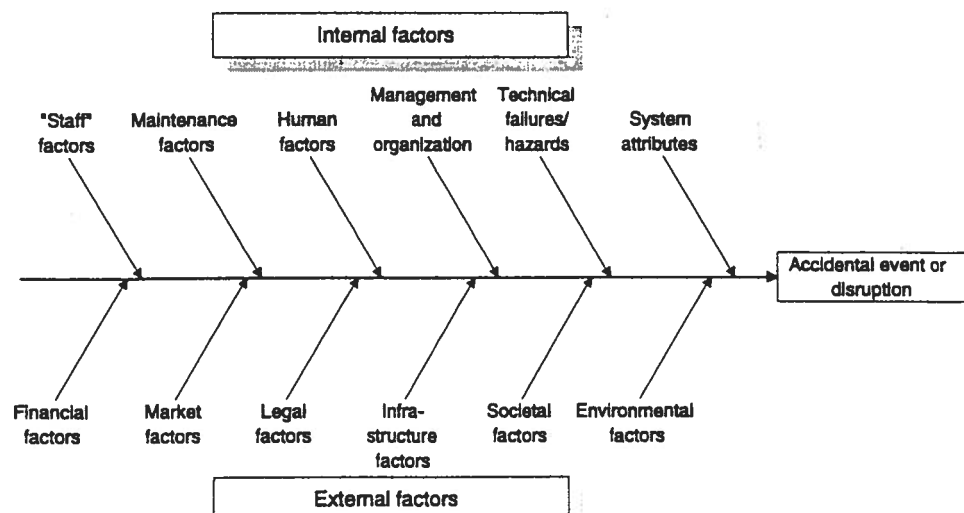 Internal factors
"Staff"
factors
Maintenance
factors
Human
factors
Management
and
organization
Technical
failures/
hazards
System
attributes
Accidental event or
disruption
Financial
factors
Market
factors
Legal
factors
Infra-
structure
factors
Societal
factors
Environmental
factors
External factors